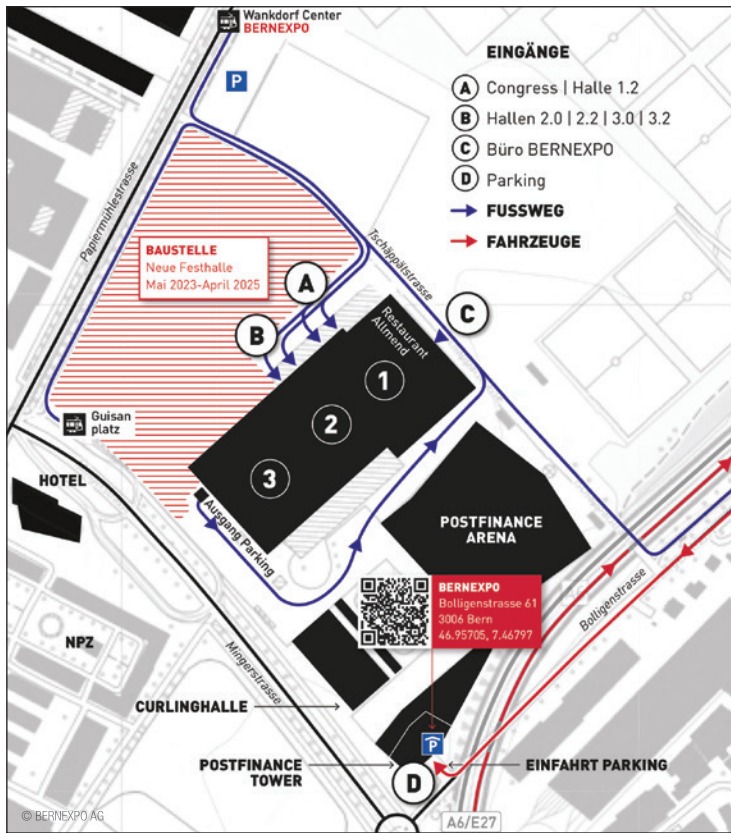 Wankdorf Center
BERNEXPO
P
EINGÄNGE
A Congress | Halle 1.2
B Hallen 2.0 | 2.2 | 3.0 | 3.2
C Büro BERNEXPO
D Parking
FUSSWEG
FAHRZEUGE
Papiermühlestrasse
Tschäppätstrasse
BAUSTELLE
Neue Festhalle
Mai 2023-April 2025
A
B
C
Restaurant
Allmend
1
2
3
Guisan
platz
HOTEL
Ausgang Parking
POSTFINANCE
ARENA
BERNEXPO
Bolligenstrasse 61
3006 Bern
46.95705, 7.46797
Bolligenstrasse
NPZ
Mingerstrasse
CURLINGHALLE
P
POSTFINANCE
TOWER
D
EINFAHRT PARKING
© BERNEXPO AG
A6/E27